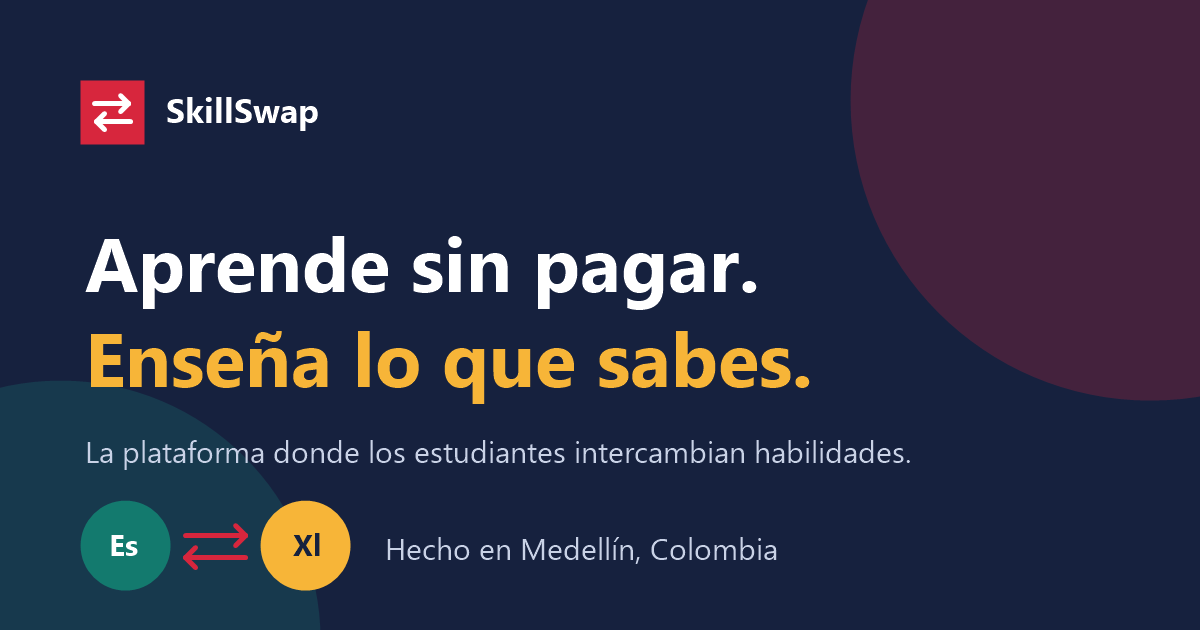 SkillSwap
Aprende sin pagar.
Enseña lo que sabes.
La plataforma donde los estudiantes intercambian habilidades.
Es
Xl
Hecho en Medellín, Colombia